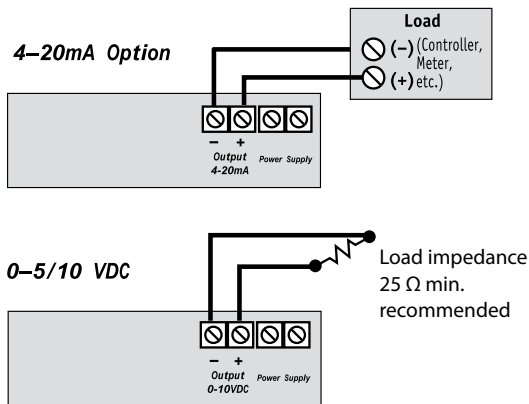 4–20mA Option
Load
(–) (Controller,
Meter,
(+) etc.)
– +
Output Power Supply
4-20mA
0–5/10 VDC
Load impedance
25 Ω min.
recommended
– +
Output Power Supply
0-10VDC